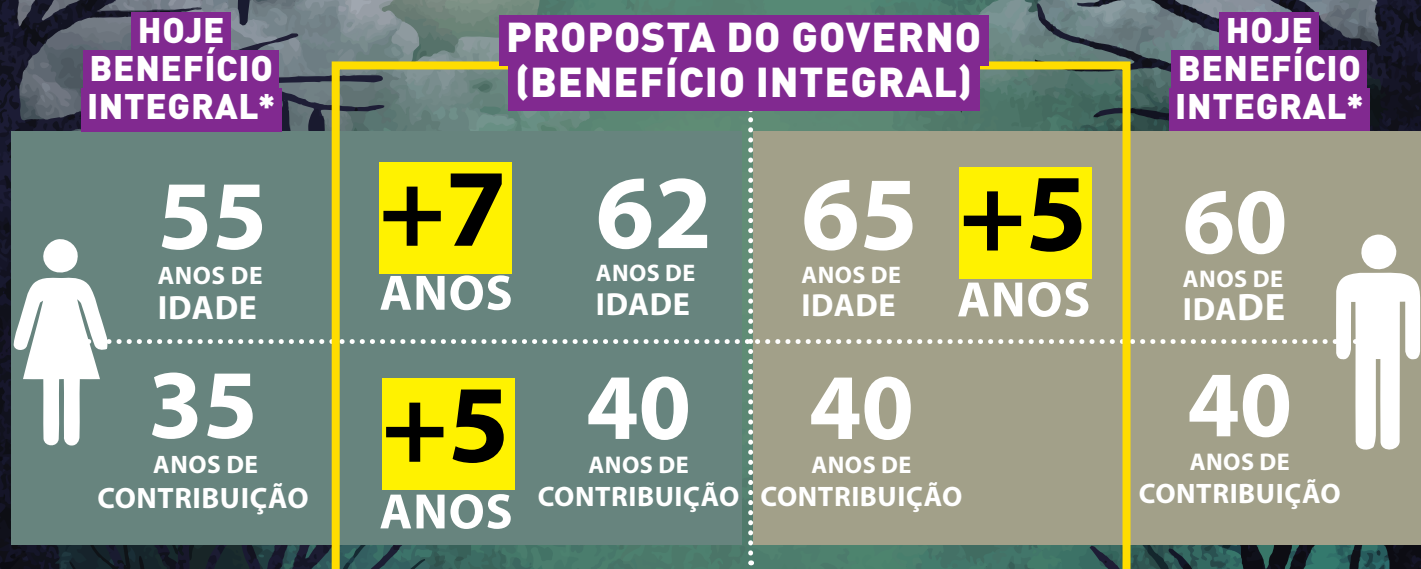 HOJE
BENEFÍCIO
INTEGRAL*
PROPOSTA DO GOVERNO
(BENEFÍCIO INTEGRAL)
HOJE
BENEFÍCIO
INTEGRAL*
55
ANOS DE
IDADE
+7
ANOS
62
ANOS DE
IDADE
65
ANOS DE
IDADE
+5
ANOS
60
ANOS DE
IDADE
35
ANOS DE
CONTRIBUIÇÃO
+5
ANOS
40
ANOS DE
CONTRIBUIÇÃO
40
ANOS DE
CONTRIBUIÇÃO
40
ANOS DE
CONTRIBUIÇÃO